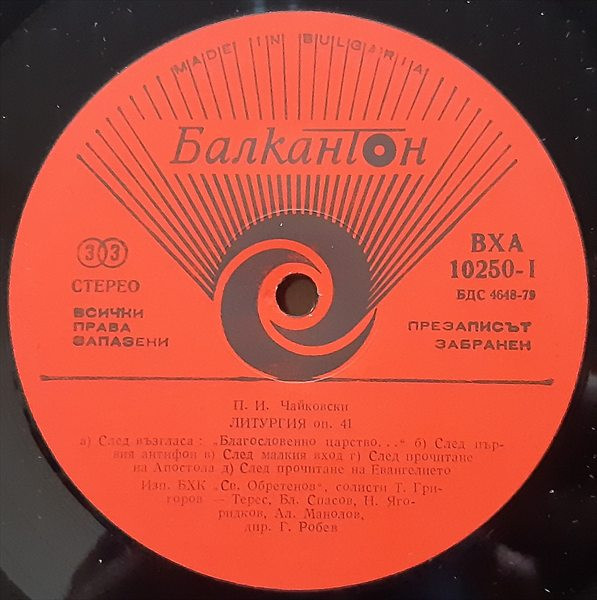 MADE IN BULGARIA
Балкантон
33
СТЕРЕО
ВСИЧКИ
ПРАВА
ЗАПАЗЕНИ
ВХА
10250-I
БДС 4648-79
ПРЕЗАПИСЪТ
ЗАБРАНЕН
П. И. Чайковски
ЛИТУРГИЯ оп. 41
а) След възгласа: „Благословенно царство. . .“ б) След пър-
вия антифон в) След малкия вход г) След прочитане
на Апостола д) След прочитане на Евангелието
Изп. БХК „Св. Обретенов“, солисти Т. Гри-
горов — Терес, Вл. Спасов, Н. Яго-
ридков, Ал. Манолов,
дир. Г. Робев